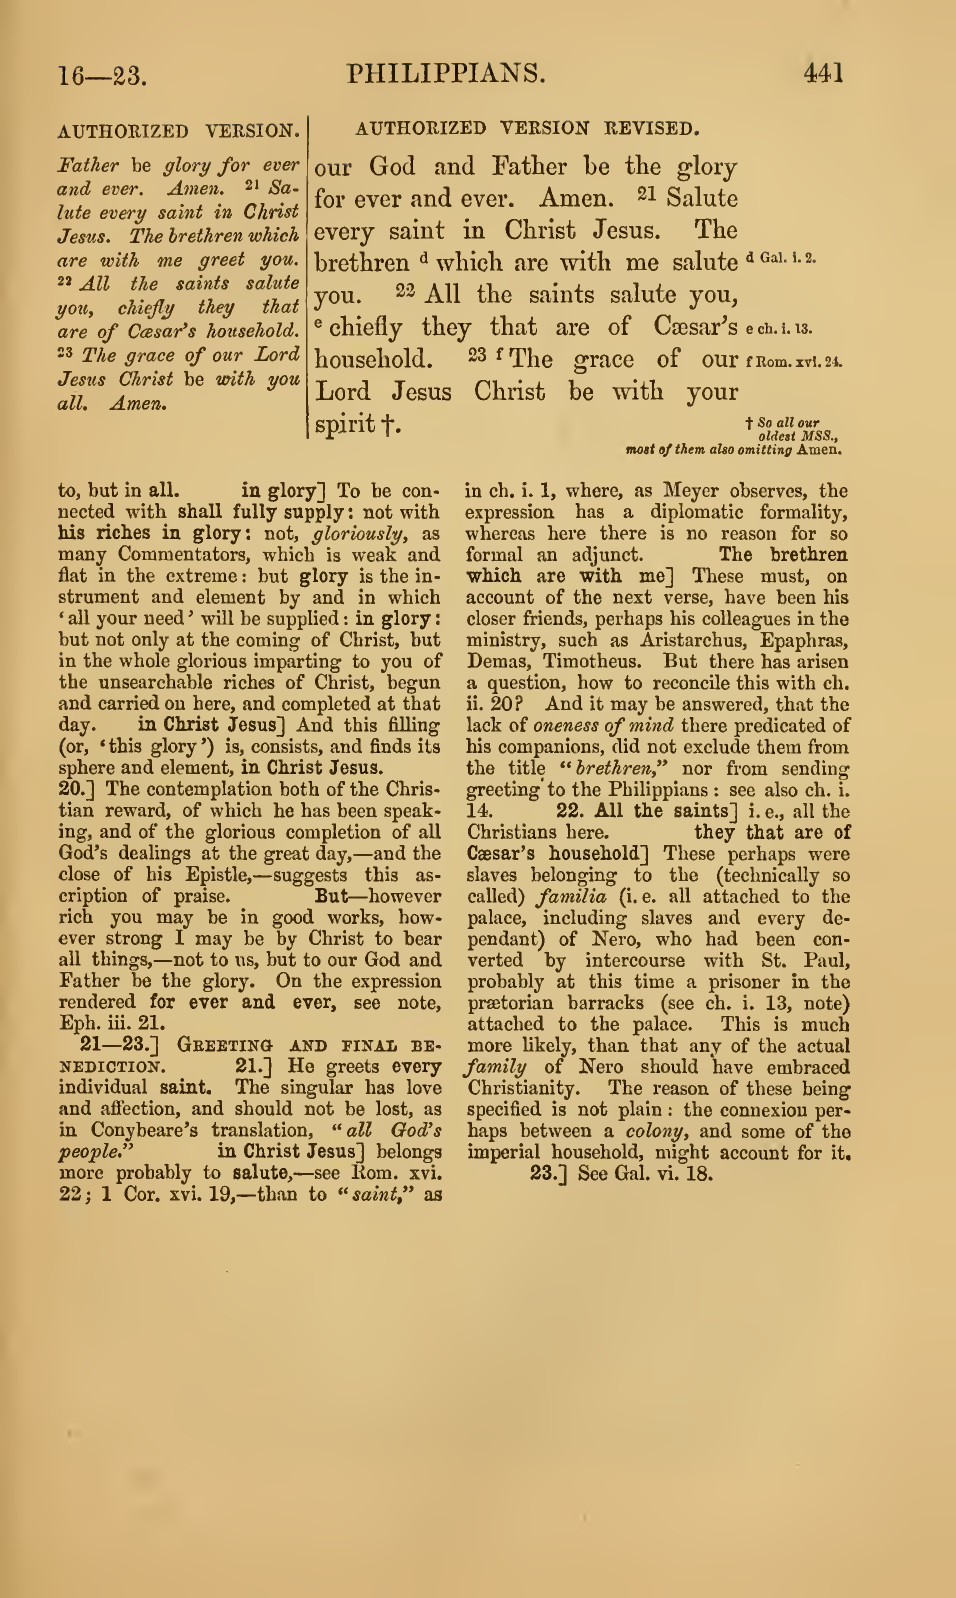 16—23.
PHILIPPIANS.
441
AUTHORIZED VERSION.
Father be glory for ever
and ever. Amen. 21 Sa-
lute every saint in Christ
Jesus. The brethren which
are with me greet you.
22 All the saints salute
you, chiefly they that
are of Cæsar's household.
23 The grace of our Lord
Jesus Christ be with you
all. Amen.
AUTHORIZED VERSION REVISED.
our God and Father be the glory
for ever and ever. Amen. 21 Salute
every saint in Christ Jesus. The
brethren d which are with me salute
you. 22 All the saints salute you,
e chiefly they that are of Cæsar's
household. 23 f The grace of our
Lord Jesus Christ be with your
spirit †.
d Gal. i. 2.
e ch. i. 13.
f Rom. xvi. 24.
† So all our
oldest MSS.,
most of them also omitting Amen.
to, but in all. in glory] To be con-
nected with shall fully supply: not with
his riches in glory: not, gloriously, as
many Commentators, which is weak and
flat in the extreme: but glory is the in-
strument and element by and in which
‘all your need’ will be supplied: in glory:
but not only at the coming of Christ, but
in the whole glorious imparting to you of
the unsearchable riches of Christ, begun
and carried on here, and completed at that
day. in Christ Jesus] And this filling
(or, ‘this glory’) is, consists, and finds its
sphere and element, in Christ Jesus.
20.] The contemplation both of the Chris-
tian reward, of which he has been speak-
ing, and of the glorious completion of all
God's dealings at the great day,—and the
close of his Epistle,—suggests this as-
cription of praise. But—however
rich you may be in good works, how-
ever strong I may be by Christ to bear
all things,—not to us, but to our God and
Father be the glory. On the expression
rendered for ever and ever, see note,
Eph. iii. 21.
21—23.] GREETING AND FINAL BE-
NEDICTION. 21.] He greets every
individual saint. The singular has love
and affection, and should not be lost, as
in Conybeare's translation, “all God's
people.” in Christ Jesus] belongs
more probably to salute,—see Rom. xvi.
22; 1 Cor. xvi. 19,—than to “saint,” as
in ch. i. 1, where, as Meyer observes, the
expression has a diplomatic formality,
whereas here there is no reason for so
formal an adjunct. The brethren
which are with me] These must, on
account of the next verse, have been his
closer friends, perhaps his colleagues in the
ministry, such as Aristarchus, Epaphras,
Demas, Timotheus. But there has arisen
a question, how to reconcile this with ch.
ii. 20? And it may be answered, that the
lack of oneness of mind there predicated of
his companions, did not exclude them from
the title “brethren,” nor from sending
greeting to the Philippians: see also ch. i.
14. 22. All the saints] i. e., all the
Christians here. they that are of
Cæsar's household] These perhaps were
slaves belonging to the (technically so
called) familia (i. e. all attached to the
palace, including slaves and every de-
pendant) of Nero, who had been con-
verted by intercourse with St. Paul,
probably at this time a prisoner in the
prætorian barracks (see ch. i. 13, note)
attached to the palace. This is much
more likely, than that any of the actual
family of Nero should have embraced
Christianity. The reason of these being
specified is not plain: the connexion per-
haps between a colony, and some of the
imperial household, might account for it.
23.] See Gal. vi. 18.